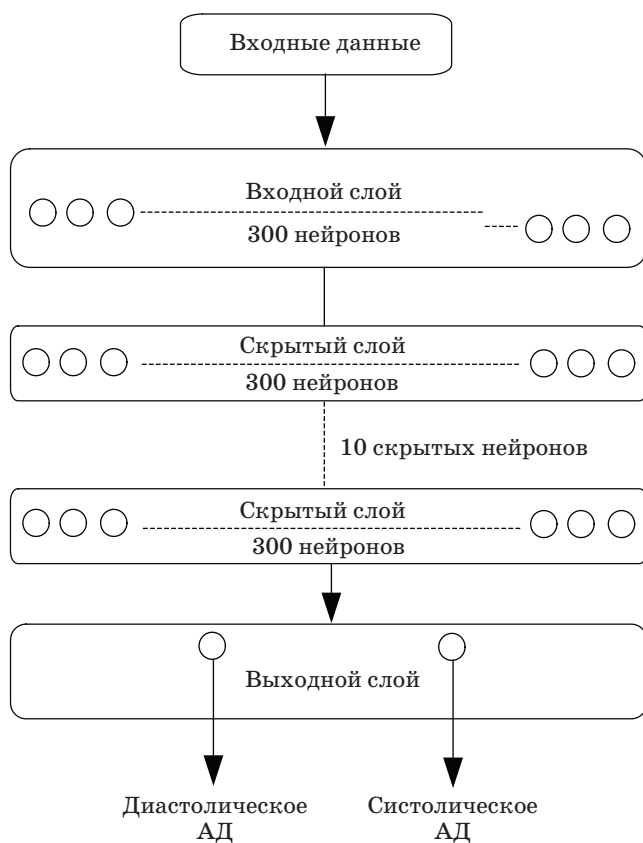 Входные данные
Входной слой
300 нейронов
Скрытый слой
300 нейронов
10 скрытых нейронов
Скрытый слой
300 нейронов
Выходной слой
Диастолическое
АД
Систолическое
АД